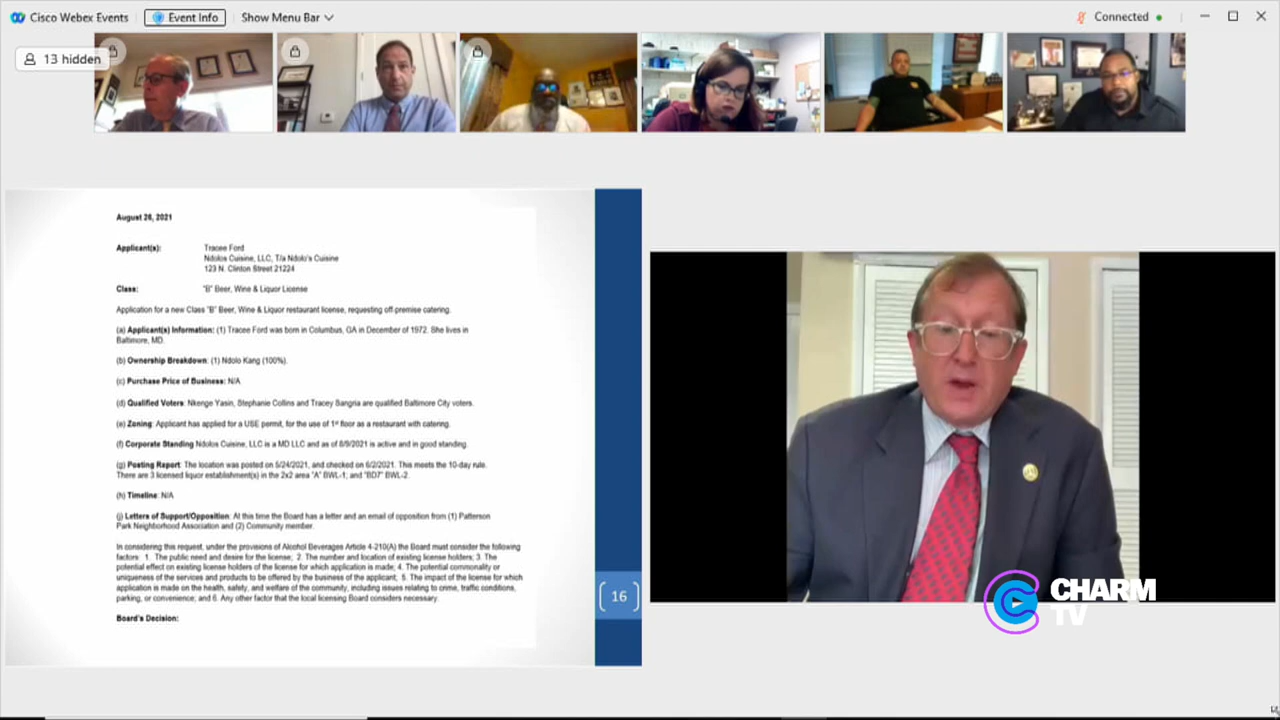 Cisco Webex Events
Event Info
Show Menu Bar
Connected
13 hidden
August 26, 2021
Applicant(s): Tracee Ford
Ndolos Cuisine, LLC, T/a Ndolo's Cuisine
123 N. Clinton Street 21224
Class: "B" Beer, Wine & Liquor License
Application for a new Class "B" Beer, Wine & Liquor restaurant license, requesting off-premise catering.
(a) Applicant(s) Information: (1) Tracee Ford was born in Columbus, GA in December of 1972. She lives in
Baltimore, MD.
(b) Ownership Breakdown: (1) Ndolo Kang (100%).
(c) Purchase Price of Business: N/A
(d) Qualified Voters: Nkenge Yasin, Stephanie Collins and Tracey Sangria are qualified Baltimore City voters.
(e) Zoning: Applicant has applied for a USE permit, for the use of 1st floor as a restaurant with catering.
(f) Corporate Standing Ndolos Cuisine, LLC is a MD LLC and as of 8/9/2021 is active and in good standing.
(g) Posting Report: The location was posted on 5/24/2021, and checked on 6/2/2021. This meets the 10-day rule.
There are 3 licensed liquor establishment(s) in the 2x2 area "A" BWL-1; and "BD7" BWL-2.
(h) Timeline: N/A
(j) Letters of Support/Opposition: At this time the Board has a letter and an email of opposition from (1) Patterson
Park Neighborhood Association and (2) Community member.
In considering this request, under the provisions of Alcohol Beverages Article 4-210(A) the Board must consider the following
factors: 1. The public need and desire for the license; 2. The number and location of existing license holders; 3. The
potential effect on existing license holders of the license for which application is made; 4. The potential commonality or
uniqueness of the services and products to be offered by the business of the applicant; 5. The impact of the license for which
application is made on the health, safety, and welfare of the community, including issues relating to crime, traffic conditions,
parking, or convenience; and 6. Any other factor that the local licensing Board considers necessary.
Board's Decision:
16
CHARM
TV